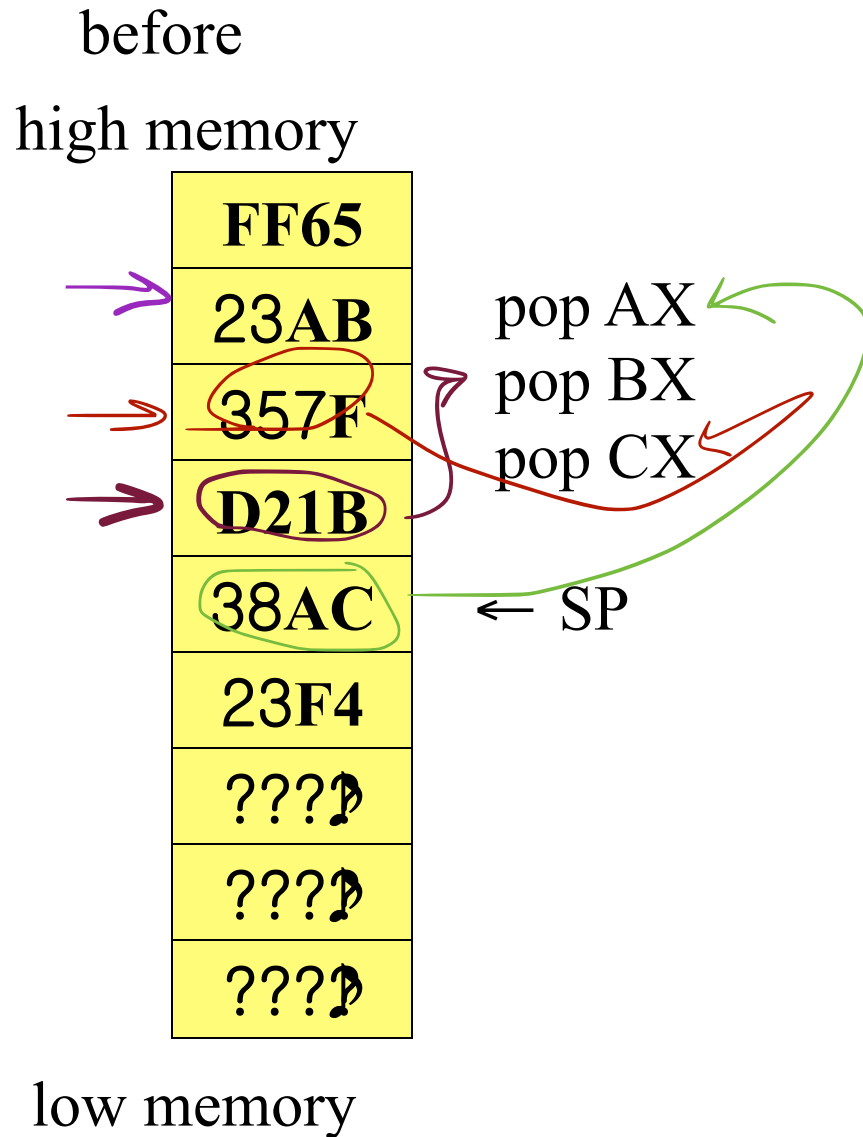 before
high memory
FF65
23AB
pop AX
pop BX
357F
pop CX
D21B
38AC
← SP
23F4
????
????
????
low memory